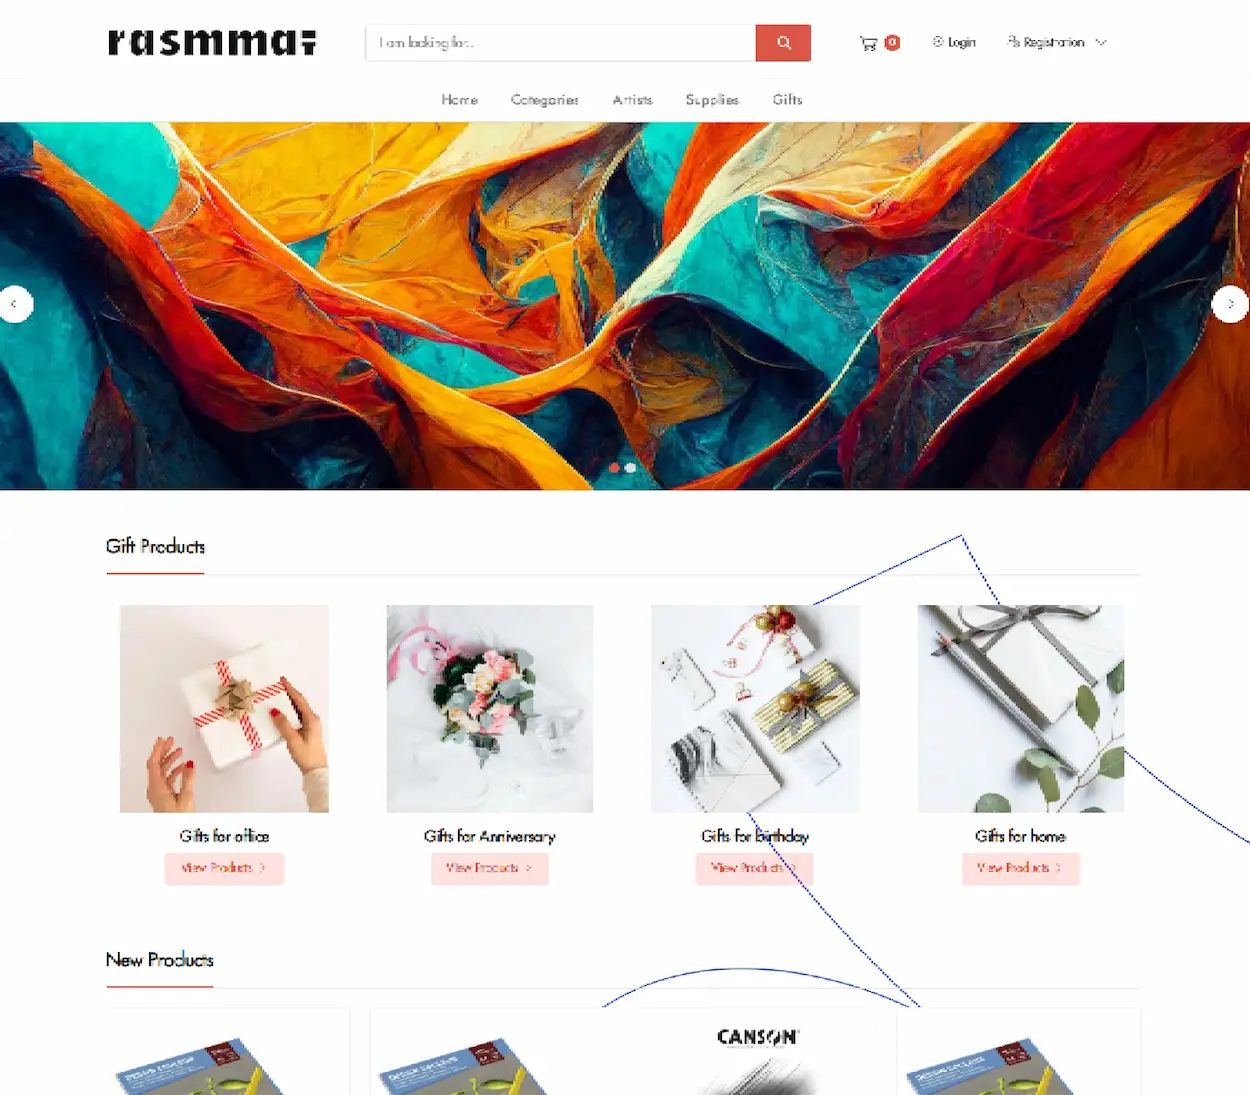 rasmmat
I am looking for..
0
Login
Registration
Home
Categories
Artists
Supplies
Gifts
Gift Products
Gifts for office
Gifts for Anniversary
Gifts for birthday
Gifts for home
View Products
View Products
View Products
View Products
New Products
CANSON